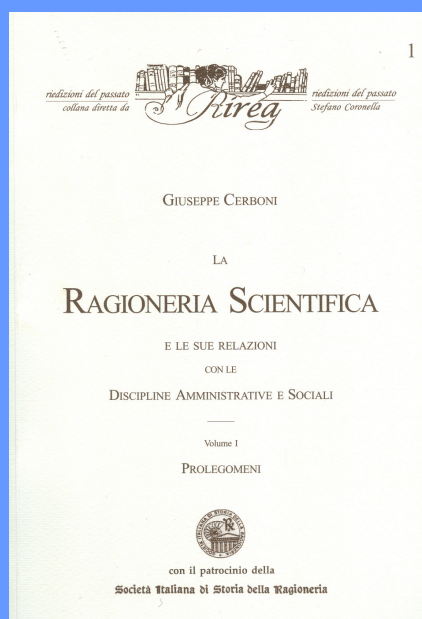 1
riedizioni del passato
collana diretta da
Rirea
riedizioni del passato
Stefano Coronella
GIUSEPPE CERBONI
LA
RAGIONERIA SCIENTIFICA
E LE SUE RELAZIONI
CON LE
DISCIPLINE AMMINISTRATIVE E SOCIALI
Volume I
PROLEGOMENI
con il patrocinio della
Società Italiana di Storia della Ragioneria